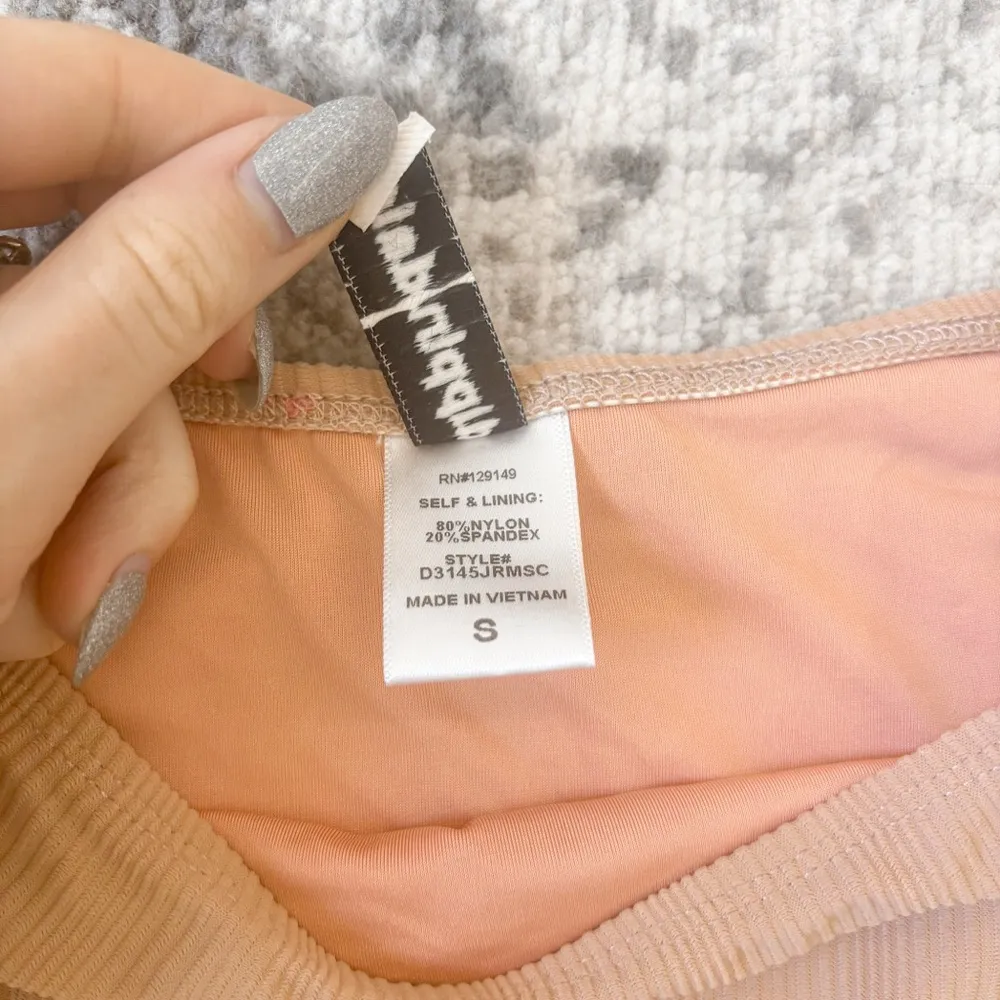 RN#129149
SELF & LINING:
80%NYLON
20%SPANDEX
STYLE#
D3145JRMSC
MADE IN VIETNAM
S